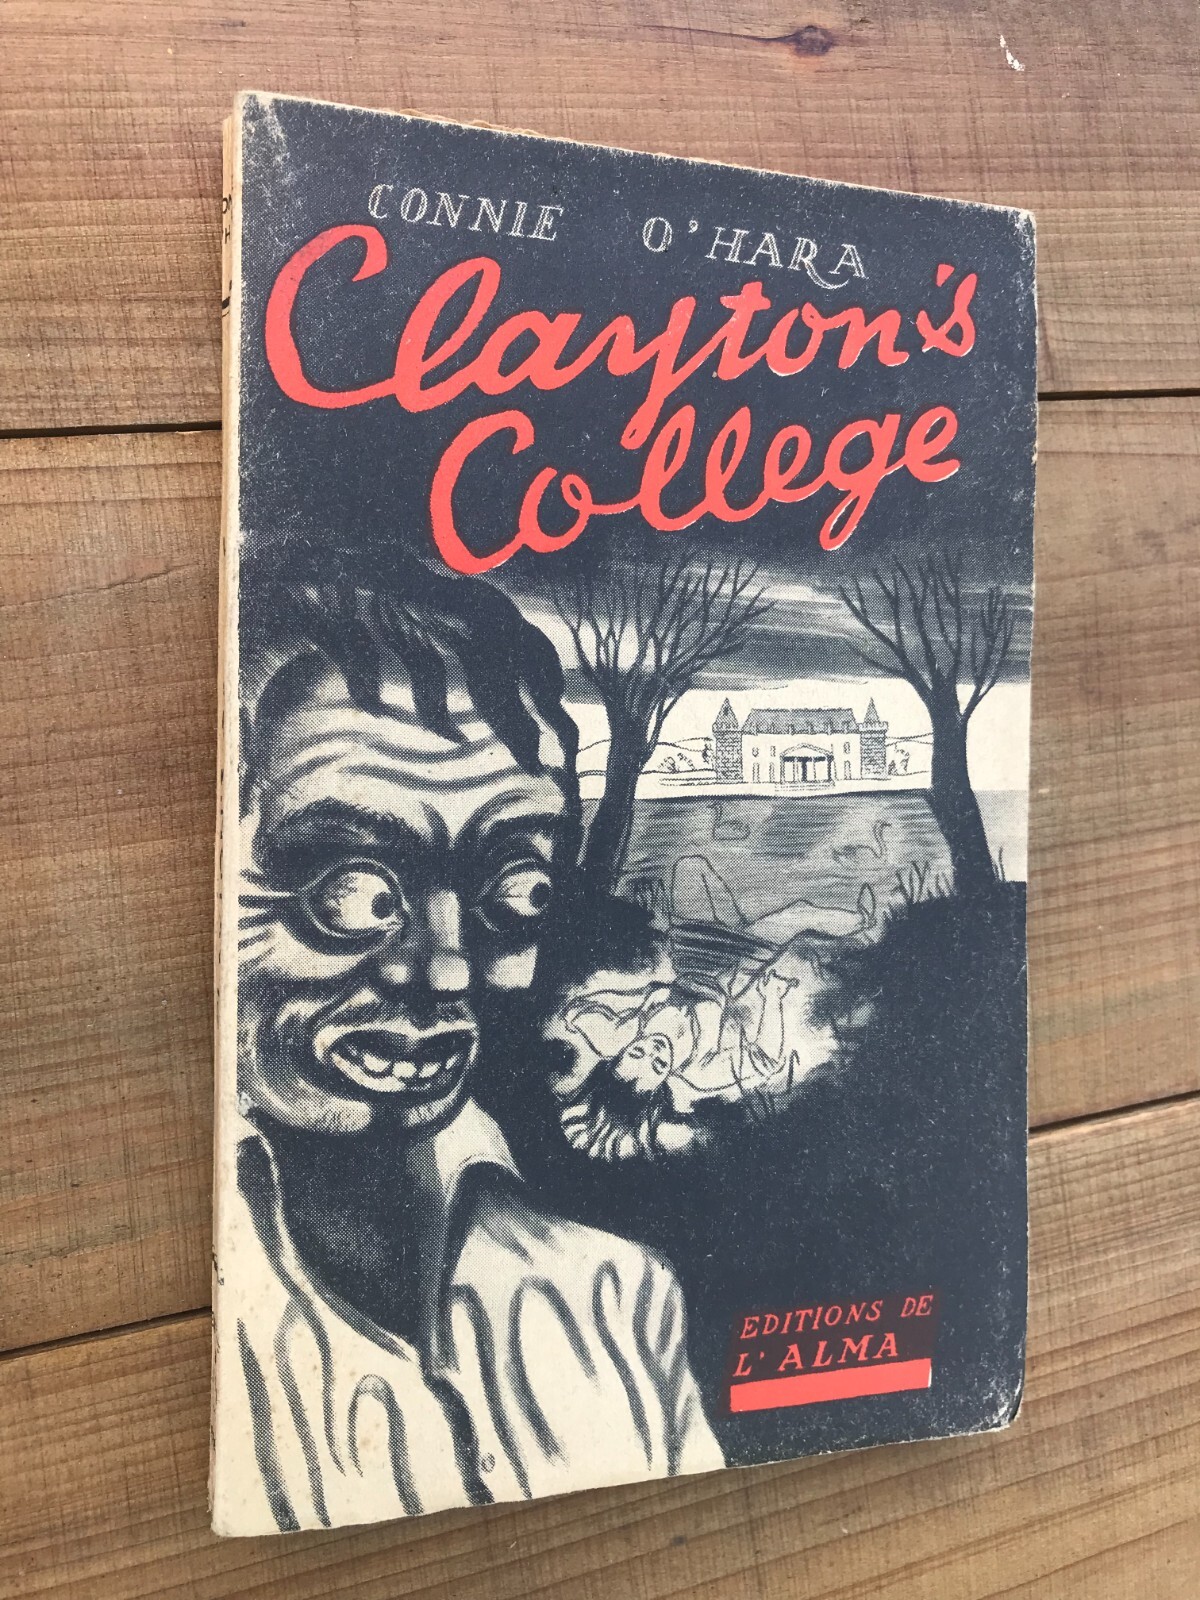 CONNIE O'HARA
Clayton's
College
EDITIONS DE
L'ALMA